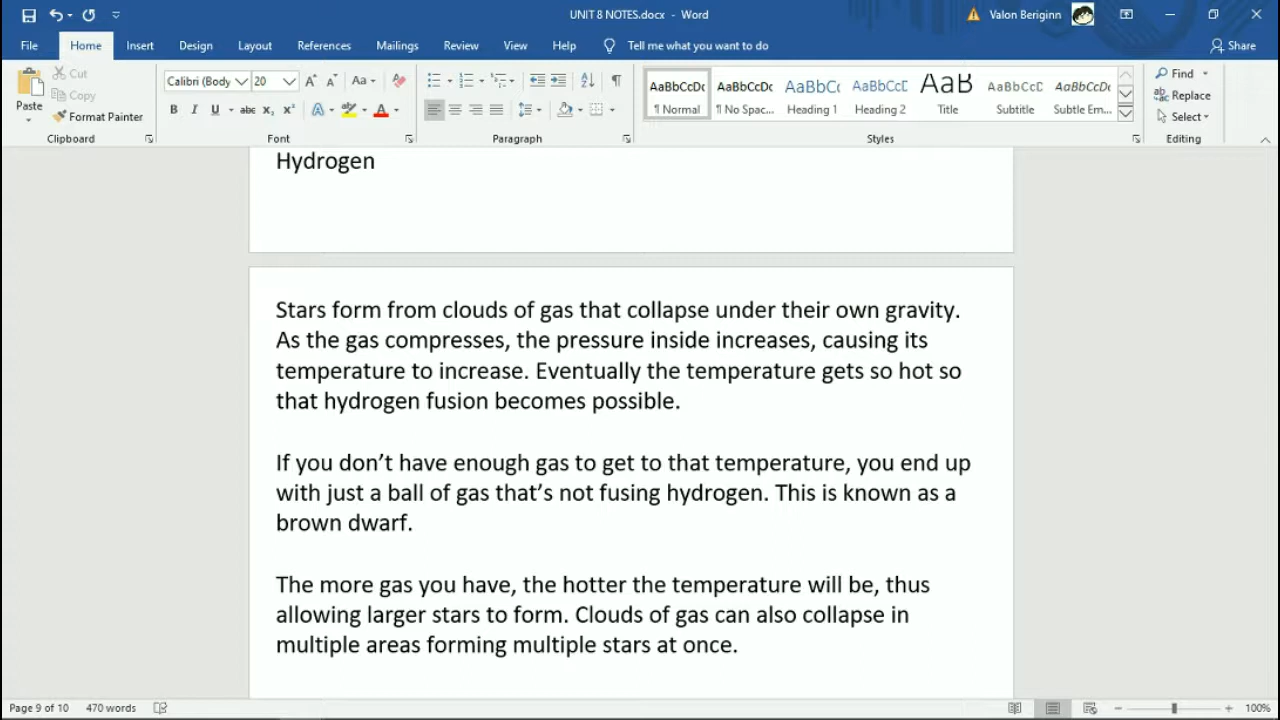 UNIT 8 NOTES.docx - Word
Valon Beriginn
File Home Insert Design Layout References Mailings Review View Help Tell me what you want to do Share
Paste
Cut
Copy
Format Painter
Clipboard
Calibri (Body 20
Font
Paragraph
AaBbCcDc AaBbCcDc AaBbCc AaBbCcD AaB AaBbCcD AaBbCcDc
¶ Normal ¶ No Spac... Heading 1 Heading 2 Title Subtitle Subtle Em...
Styles
Find
Replace
Select
Editing
Hydrogen
Stars form from clouds of gas that collapse under their own gravity.
As the gas compresses, the pressure inside increases, causing its
temperature to increase. Eventually the temperature gets so hot so
that hydrogen fusion becomes possible.
If you don’t have enough gas to get to that temperature, you end up
with just a ball of gas that’s not fusing hydrogen. This is known as a
brown dwarf.
The more gas you have, the hotter the temperature will be, thus
allowing larger stars to form. Clouds of gas can also collapse in
multiple areas forming multiple stars at once.
Page 9 of 10 470 words 100%